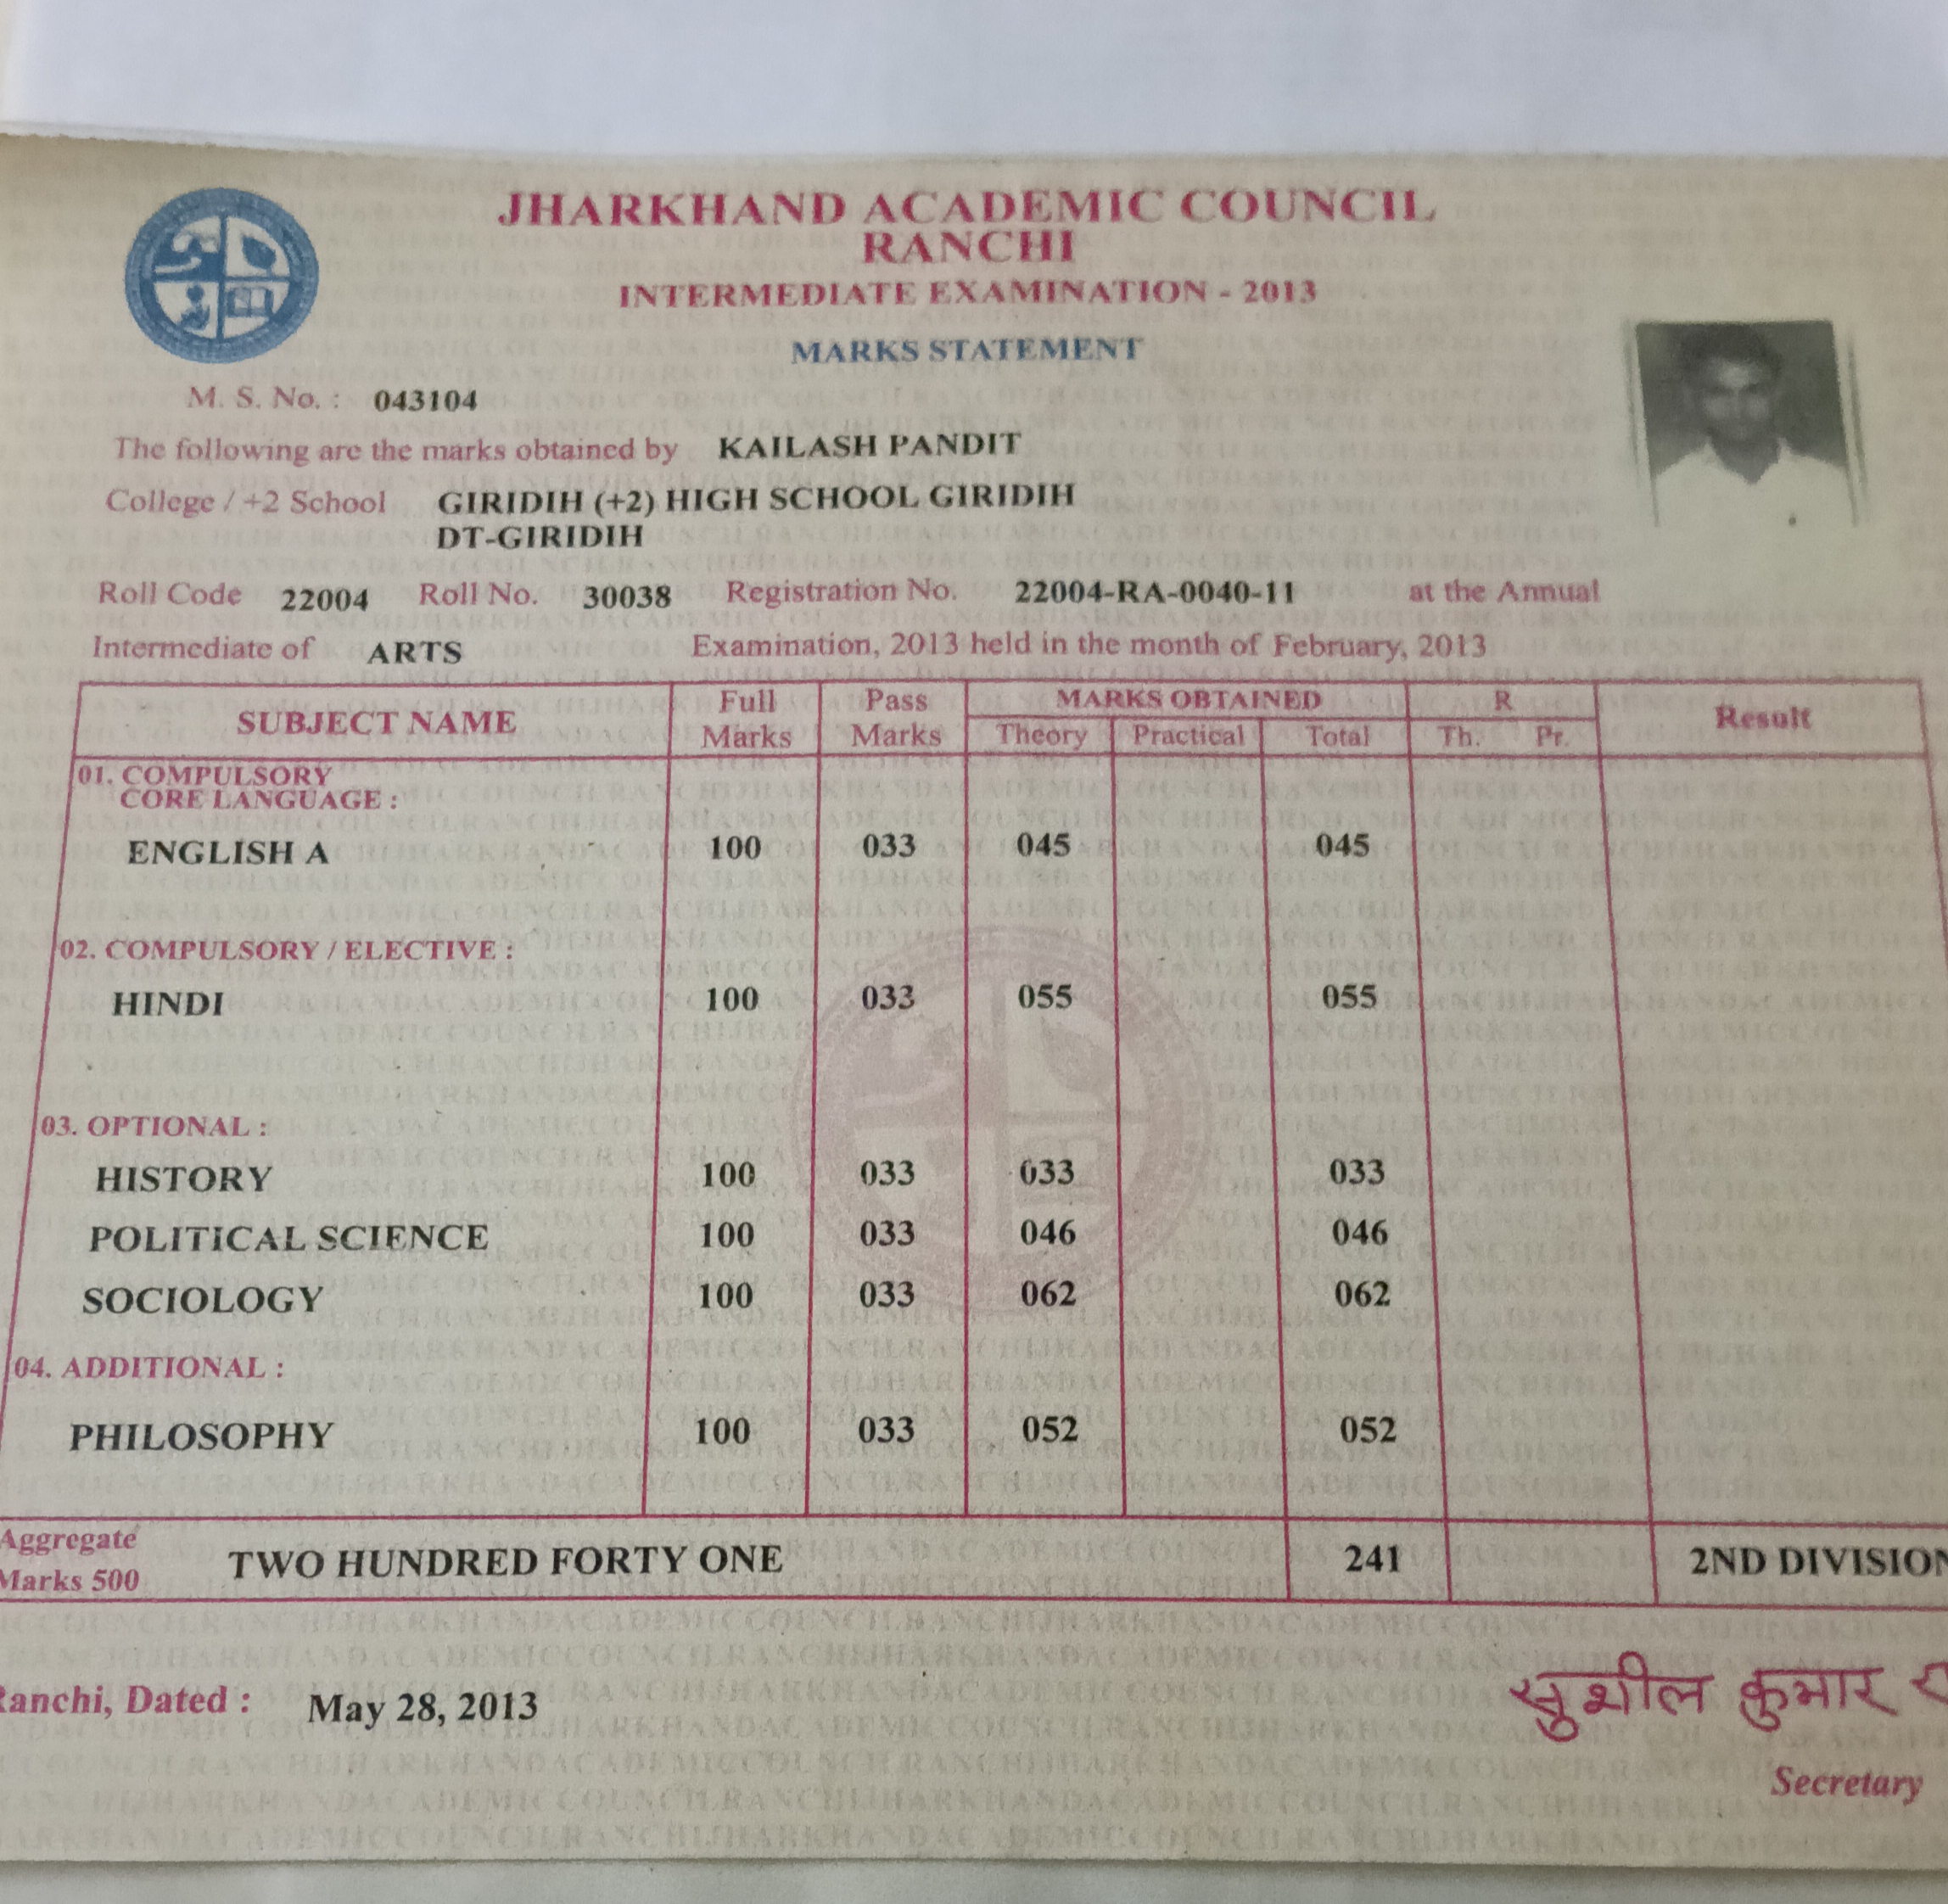 JHARKHAND ACADEMIC COUNCIL
RANCHI
INTERMEDIATE EXAMINATION - 2013
MARKS STATEMENT
M. S. No. : 043104
The following are the marks obtained by KAILASH PANDIT
College / +2 School GIRIDIH (+2) HIGH SCHOOL GIRIDIH
DT-GIRIDIH
Roll Code 22004 Roll No. 30038 Registration No. 22004-RA-0040-11 at the Annual
Intermediate of ARTS Examination, 2013 held in the month of February, 2013
SUBJECT NAME Full Marks Pass Marks MARKS OBTAINED R Result
Theory Practical Total Th. Pr.
01. COMPULSORY
CORE LANGUAGE :
ENGLISH A 100 033 045 045
02. COMPULSORY / ELECTIVE :
HINDI 100 033 055 055
03. OPTIONAL :
HISTORY 100 033 033 033
POLITICAL SCIENCE 100 033 046 046
SOCIOLOGY 100 033 062 062
04. ADDITIONAL :
PHILOSOPHY 100 033 052 052
Aggregate
Marks 500 TWO HUNDRED FORTY ONE 241 2ND DIVISION
Ranchi, Dated : May 28, 2013
सुशील कुमार
Secretary